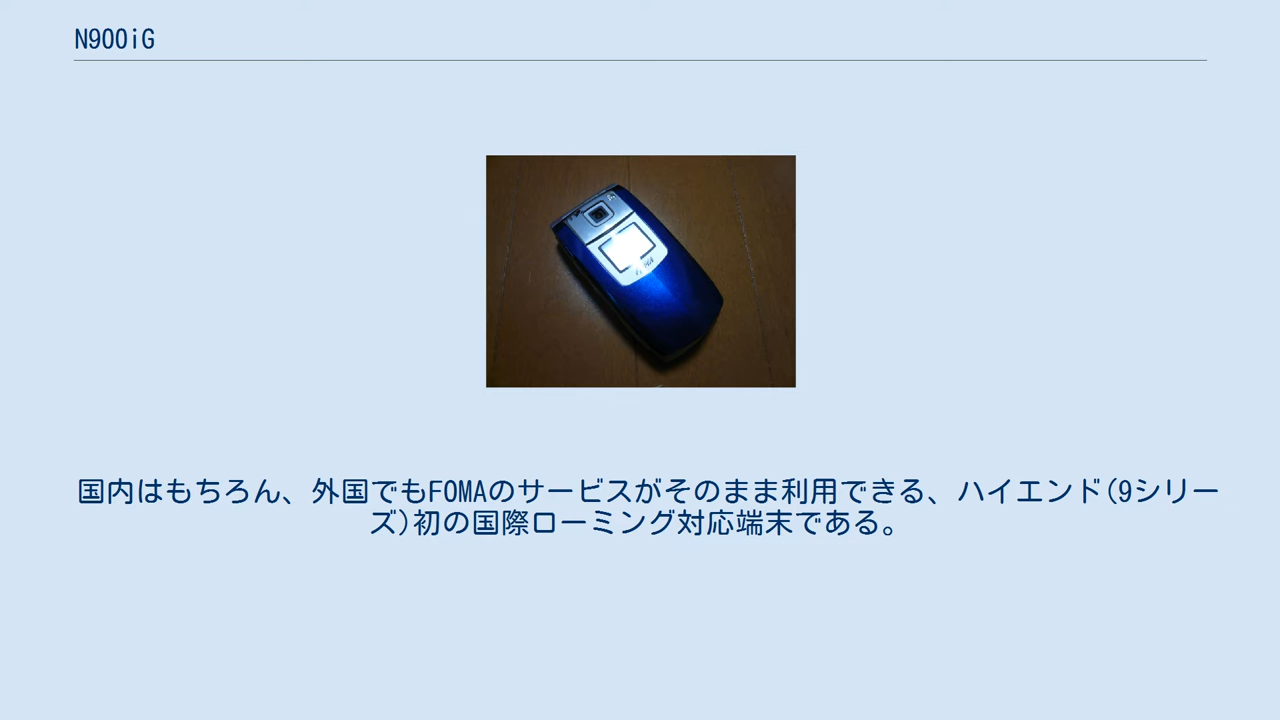 N900iG
国内はもちろん、外国でもFOMAのサービスがそのまま利用できる、ハイエンド(9シリー
ズ)初の国際ローミング対応端末である。